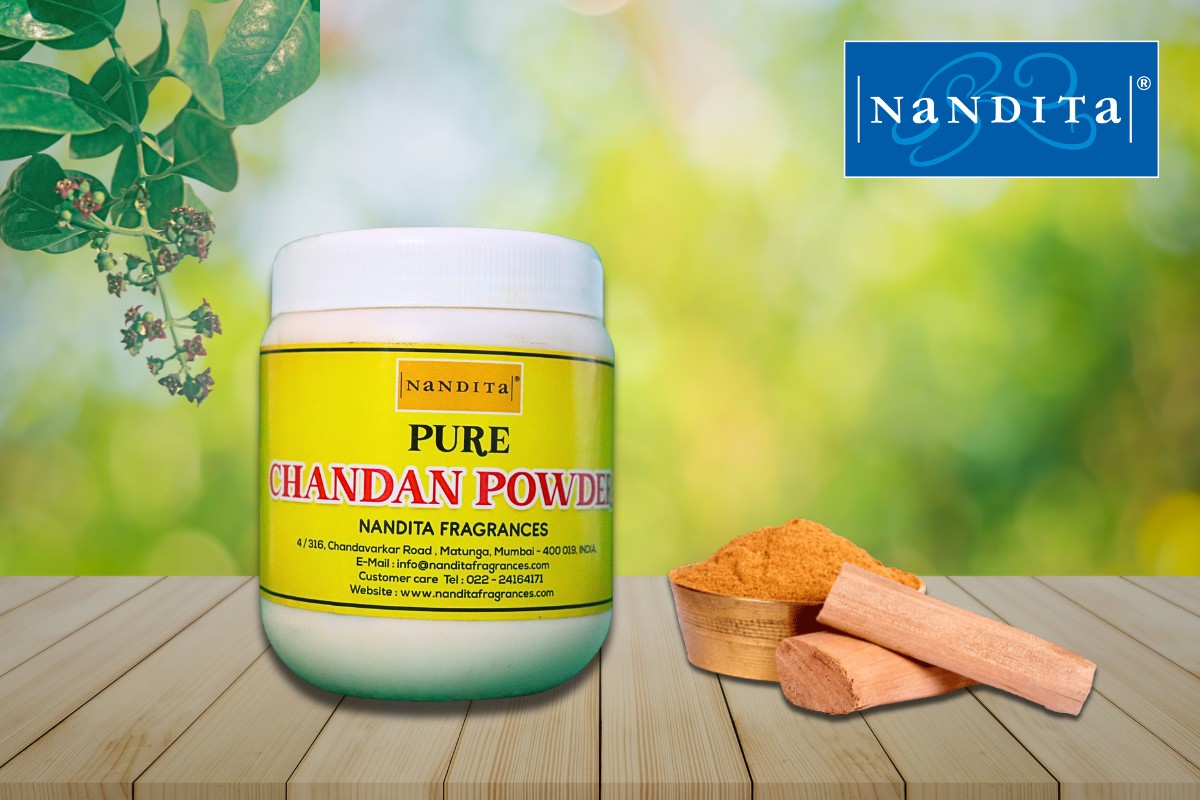 NaNDITa®
NaNDITa®
PURE
CHANDAN POWDER
NANDITA FRAGRANCES
4 / 316, Chandavarkar Road , Matunga, Mumbai - 400 019. INDIA.
E-Mail : info@nanditafragrances.com
Customer care Tel : 022 - 24164171
Website : www.nanditafragrances.com